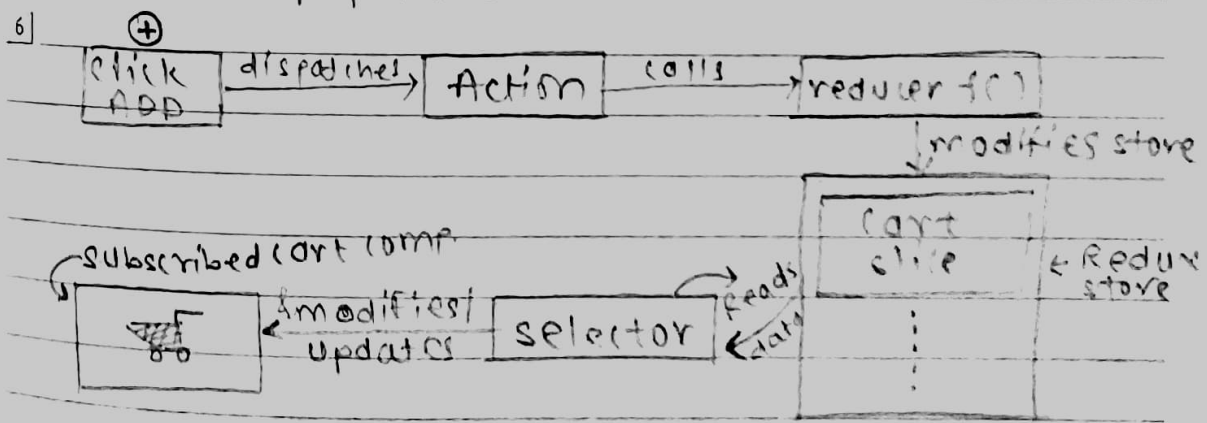 6
+
Click
ADD
dispatches
Action
calls
reducer f()
modifies store
Cart
slice
Redux
store
subscribed cart comp.
modifies/
updates
selector
reads
data